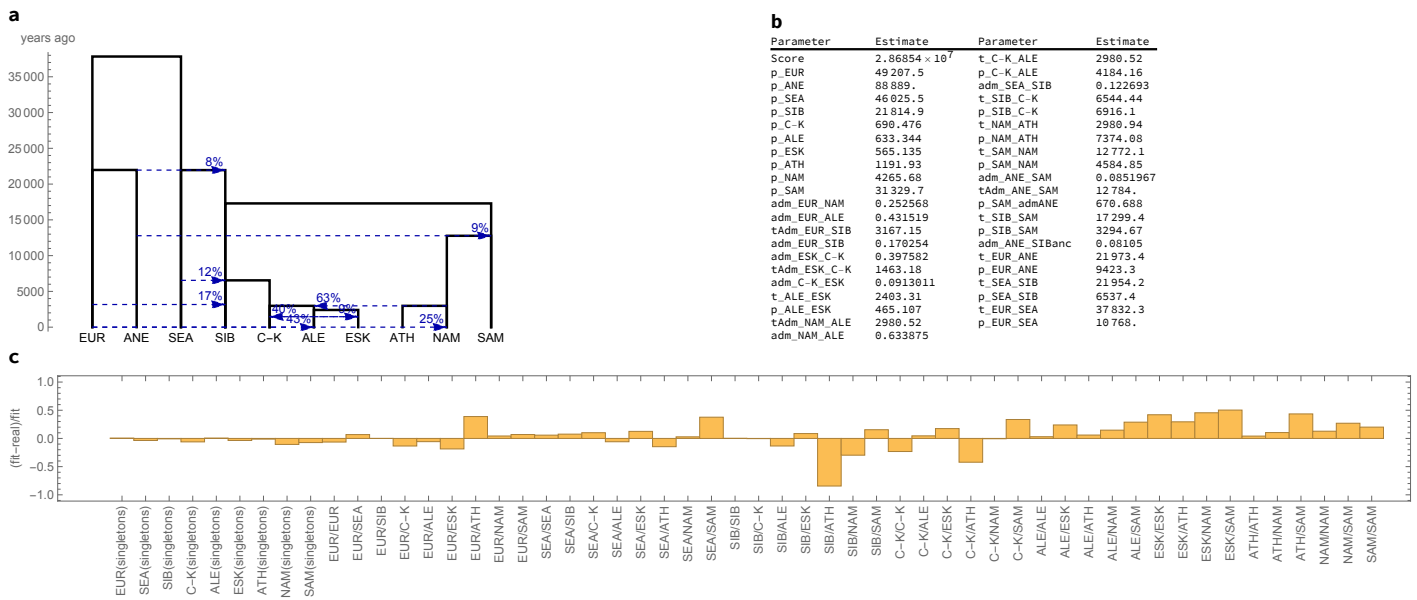 a
years ago
35000
30000
25000
20000
15000
10000
5000
0
8%
9%
12%
17%
63%
40%
9%
43%
25%
EUR ANE SEA SIB C-K ALE ESK ATH NAM SAM
b
Parameter Estimate Parameter Estimate
Score 2.86854 × 10^7 t_C-K_ALE 2980.52
p_EUR 49207.5 p_C-K_ALE 4184.16
p_ANE 88889. adm_SEA_SIB 0.122693
p_SEA 46025.5 t_SIB_C-K 6544.44
p_SIB 21814.9 p_SIB_C-K 6916.1
p_C-K 690.476 t_NAM_ATH 2980.94
p_ALE 633.344 p_NAM_ATH 7374.08
p_ESK 565.135 t_SAM_NAM 12772.1
p_ATH 1191.93 p_SAM_NAM 4584.85
p_NAM 4265.68 adm_ANE_SAM 0.0851967
p_SAM 31329.7 tAdm_ANE_SAM 12784.
adm_EUR_NAM 0.252568 p_SAM_admANE 670.688
adm_EUR_ALE 0.431519 t_SIB_SAM 17299.4
tAdm_EUR_SIB 3167.15 p_SIB_SAM 3294.67
adm_EUR_SIB 0.170254 adm_ANE_SIBanc 0.08105
adm_ESK_C-K 0.397582 t_EUR_ANE 21973.4
tAdm_ESK_C-K 1463.18 p_EUR_ANE 9423.3
adm_C-K_ESK 0.0913011 t_SEA_SIB 21954.2
t_ALE_ESK 2403.31 p_SEA_SIB 6537.4
p_ALE_ESK 465.107 t_EUR_SEA 37832.3
tAdm_NAM_ALE 2980.52 p_EUR_SEA 10768.
adm_NAM_ALE 0.633875
c
(fit-real)/fit
1.0
0.5
0.0
-0.5
-1.0
EUR(singletons)
SEA(singletons)
SIB(singletons)
C-K(singletons)
ALE(singletons)
ESK(singletons)
ATH(singletons)
NAM(singletons)
SAM(singletons)
EUR/EUR
EUR/SEA
EUR/SIB
EUR/C-K
EUR/ALE
EUR/ESK
EUR/ATH
EUR/NAM
EUR/SAM
SEA/SEA
SEA/SIB
SEA/C-K
SEA/ALE
SEA/ESK
SEA/ATH
SEA/NAM
SEA/SAM
SIB/SIB
SIB/C-K
SIB/ALE
SIB/ESK
SIB/ATH
SIB/NAM
SIB/SAM
C-K/C-K
C-K/ALE
C-K/ESK
C-K/ATH
C-K/NAM
C-K/SAM
ALE/ALE
ALE/ESK
ALE/ATH
ALE/NAM
ALE/SAM
ESK/ESK
ESK/ATH
ESK/NAM
ESK/SAM
ATH/ATH
ATH/NAM
ATH/SAM
NAM/NAM
NAM/SAM
SAM/SAM